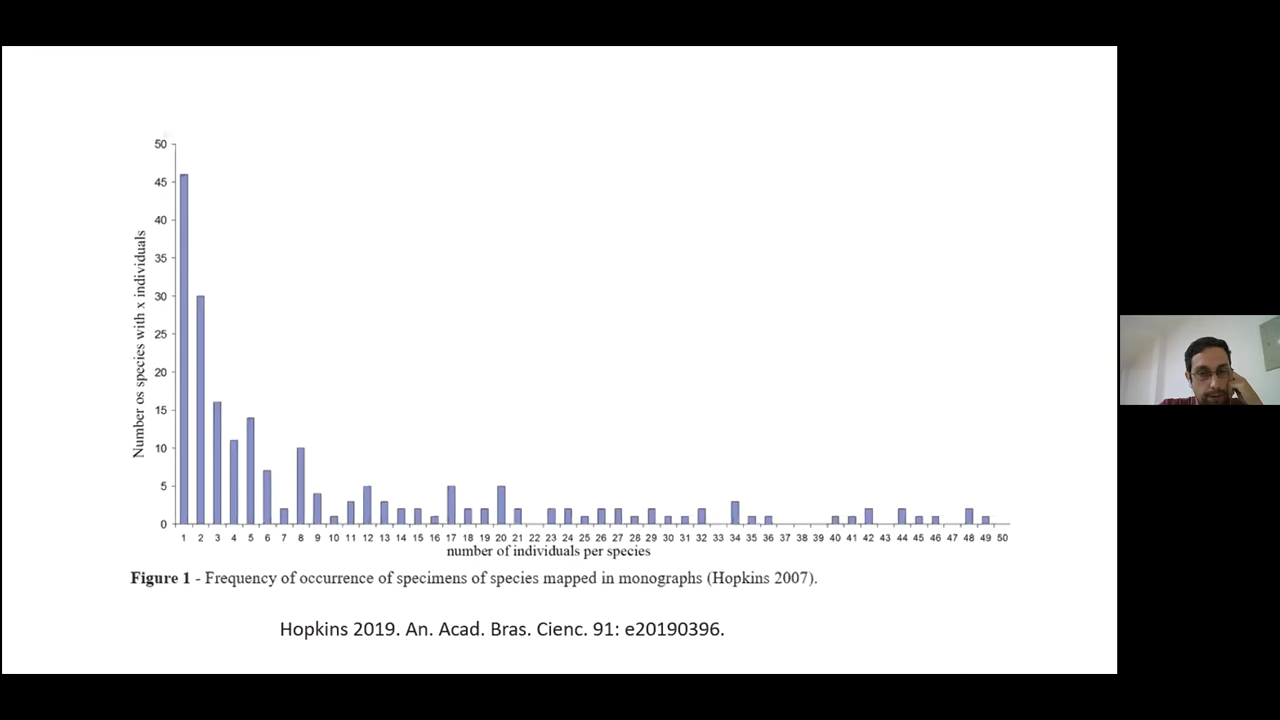 50
45
40
35
30
25
20
15
10
5
0
Number os species with x individuals
1 2 3 4 5 6 7 8 9 10 11 12 13 14 15 16 17 18 19 20 21 22 23 24 25 26 27 28 29 30 31 32 33 34 35 36 37 38 39 40 41 42 43 44 45 46 47 48 49 50
number of individuals per species
Figure 1 - Frequency of occurrence of specimens of species mapped in monographs (Hopkins 2007).
Hopkins 2019. An. Acad. Bras. Cienc. 91: e20190396.